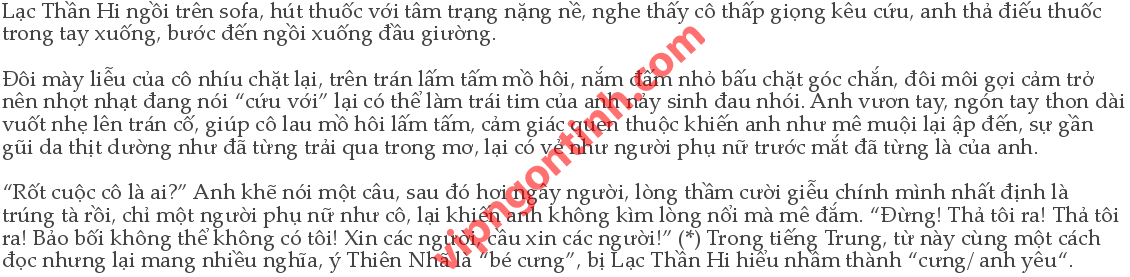 Lạc Thần Hi ngồi trên sofa, hút thuốc với tâm trạng nặng nề, nghe thấy cô thấp giọng kêu cứu, anh thả điếu thuốc
trong tay xuống, bước đến ngồi xuống đầu giường.
Đôi mày liễu của cô nhíu chặt lại, trên trán lấm tấm mồ hôi, nắm đấm nhỏ bấu chặt góc chắn, đôi môi gợi cảm trở
nên nhợt nhạt đang nói “cứu với” lại có thể làm trái tim của anh nảy sinh đau nhói. Anh vươn tay, ngón tay thon dài
vuốt nhẹ lên trán cố, giúp cô lau mồ hôi lấm tấm, cảm giác quen thuộc khiến anh như mê muội lại ập đến, sự gần
gũi da thịt dường như đã từng trải qua trong mơ, lại có vẻ như người phụ nữ trước mắt đã từng là của anh.
“Rốt cuộc cô là ai?” Anh khẽ nói một câu, sau đó hơi ngây người, lòng thầm cười giễu chính mình nhất định là
trúng tà rồi, chỉ một người phụ nữ như cô, lại khiến anh không kìm lòng nổi mà mê đắm. “Đừng! Thả tôi ra! Thả tôi
ra! Bảo bối không thể không có tôi! Xin các người, cầu xin các người!” (*) Trong tiếng Trung, từ này cùng một cách
đọc nhưng lại mang nhiều nghĩa, ý Thiên Nhã là “bé cưng”, bị Lạc Thần Hi hiểu nhầm thành “cưng/ anh yêu“.
vipngontinh.com